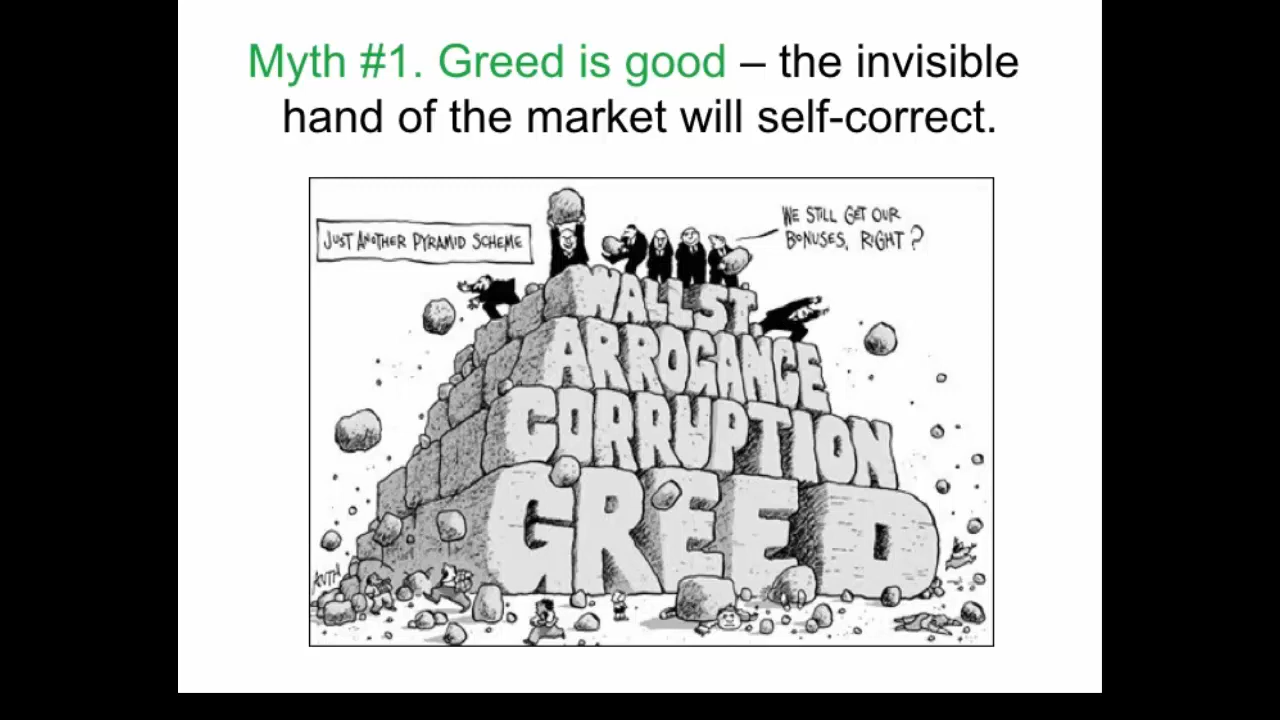 Myth #1. Greed is good – the invisible
hand of the market will self-correct.
JUST ANOTHER PYRAMID SCHEME
WE STILL GET OUR
BONUSES, RIGHT?
WALL ST.
ARROGANCE
CORRUPTION
GREED
AUTH